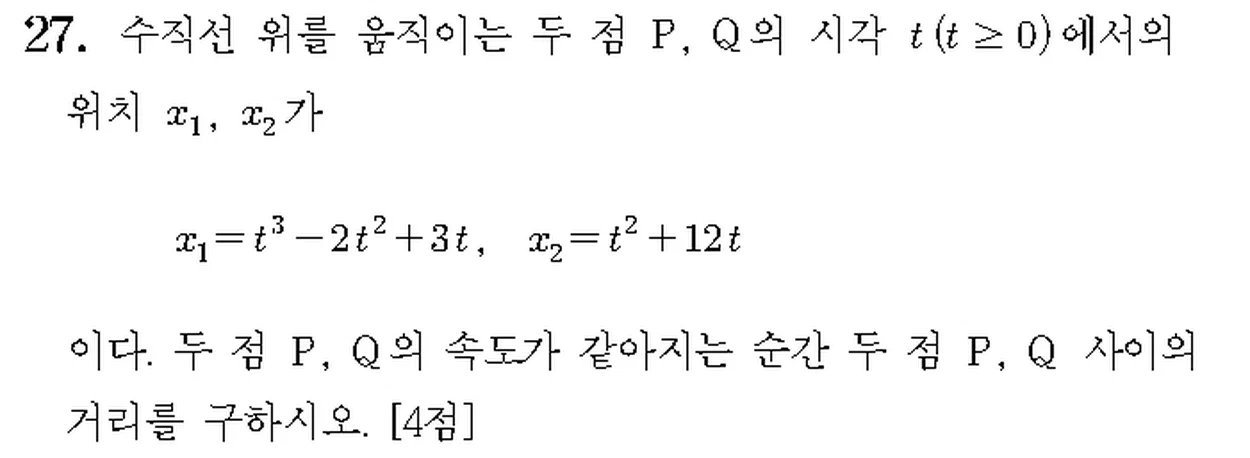 27. 수직선 위를 움직이는 두 점 P, Q의 시각 t (t ≥ 0)에서의
위치 x₁, x₂가
x₁=t³−2t²+3t, x₂=t²+12t
이다. 두 점 P, Q의 속도가 같아지는 순간 두 점 P, Q 사이의
거리를 구하시오. [4점]